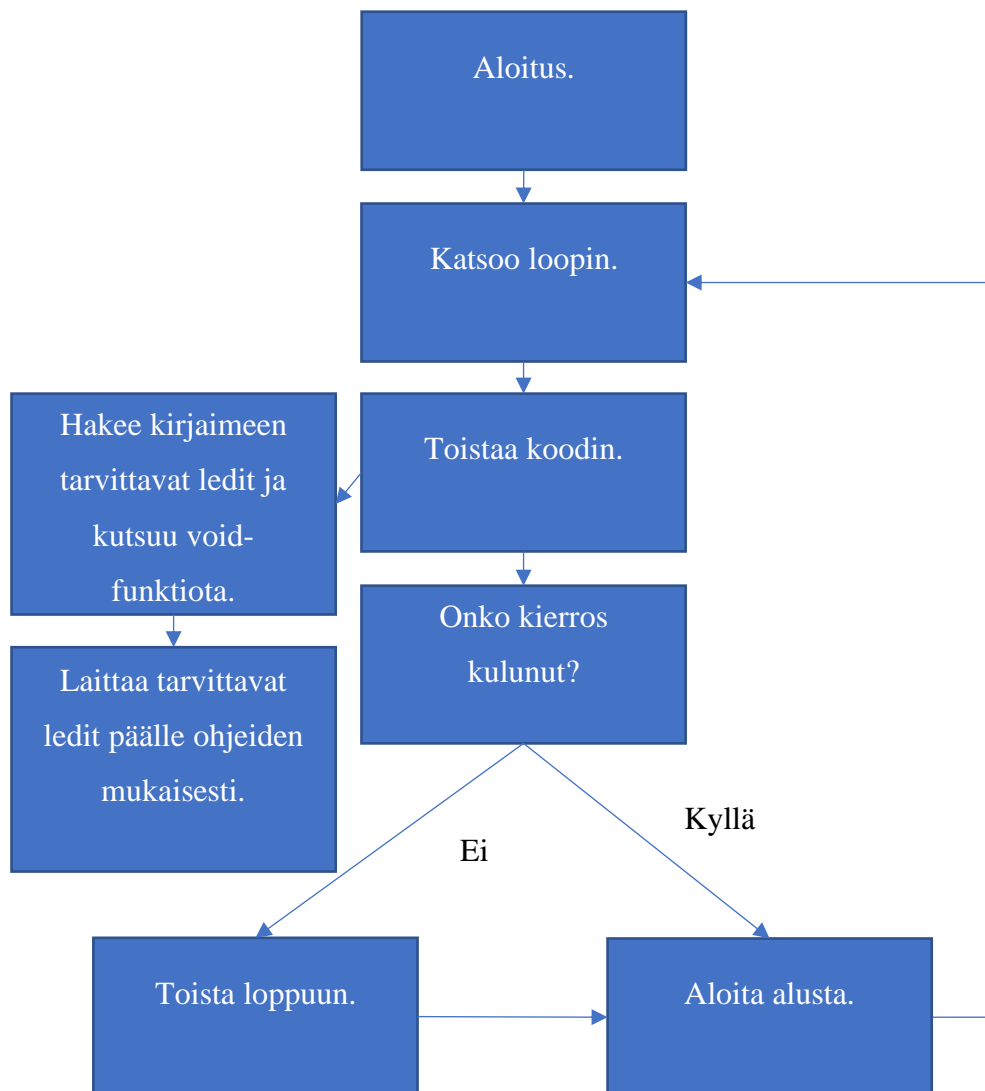 Aloitus.
Katsoo loopin.
Toistaa koodin.
Hakee kirjaimeen
tarvittavat ledit ja
kutsuu void-
funktiota.
Laittaa tarvittavat
ledit päälle ohjeiden
mukaisesti.
Onko kierros
kulunut?
Ei
Kyllä
Toista loppuun.
Aloita alusta.